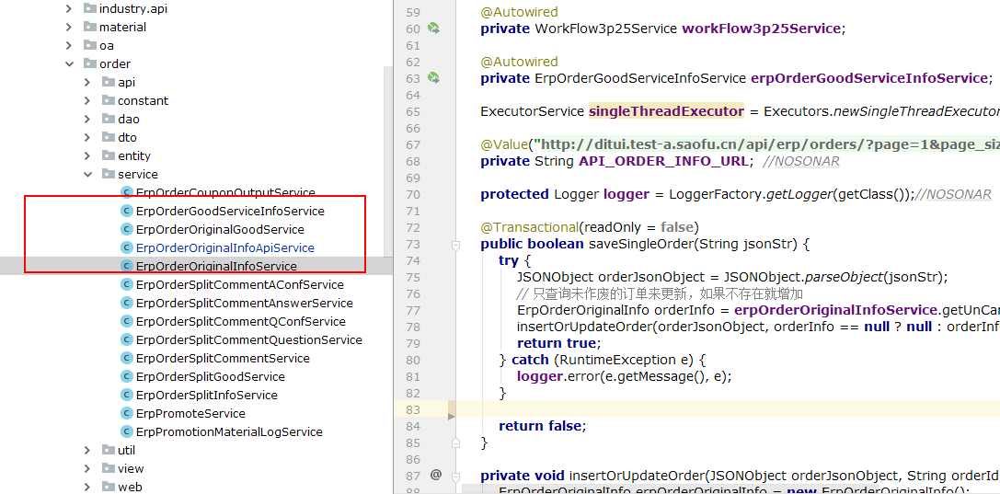 industry.api
material
oa
order
api
constant
dao
dto
entity
service
ErpOrderCouponOutputService
ErpOrderGoodServiceInfoService
ErpOrderOriginalGoodService
ErpOrderOriginalInfoApiService
ErpOrderOriginalInfoService
ErpOrderSplitCommentAConfService
ErpOrderSplitCommentAnswerService
ErpOrderSplitCommentQConfService
ErpOrderSplitCommentQuestionService
ErpOrderSplitCommentService
ErpOrderSplitGoodService
ErpOrderSplitInfoService
ErpPromoteService
ErpPromotionMaterialLogService
util
view
web
59 @Autowired
60 private WorkFlow3p25Service workFlow3p25Service;
61
62 @Autowired
63 private ErpOrderGoodServiceInfoService erpOrderGoodServiceInfoService;
64
65 ExecutorService singleThreadExecutor = Executors.newSingleThreadExecutor
66
67 @Value("http://ditui.test-a.saofu.cn/api/erp/orders/?page=1&page_siz
68 private String API_ORDER_INFO_URL; //NOSONAR
69
70 protected Logger logger = LoggerFactory.getLogger(getClass());//NOSONAR
71
72 @Transactional(readOnly = false)
73 public boolean saveSingleOrder(String jsonStr) {
74 try {
75 JSONObject orderJsonObject = JSONObject.parseObject(jsonStr);
76 // 只查询未作废的订单来更新，如果不存在就增加
77 ErpOrderOriginalInfo orderInfo = erpOrderOriginalInfoService.getUnCan
78 insertOrUpdateOrder(orderJsonObject, orderInfo == null ? null : orderInf
79 return true;
80 } catch (RuntimeException e) {
81 logger.error(e.getMessage(), e);
82 }
83
84 return false;
85 }
86
87 @ private void insertOrUpdateOrder(JSONObject orderJsonObject, String orderId
88 ErpOrderOriginalInfo erpOrderOriginalInfo = new ErpOrderOriginalInfo();